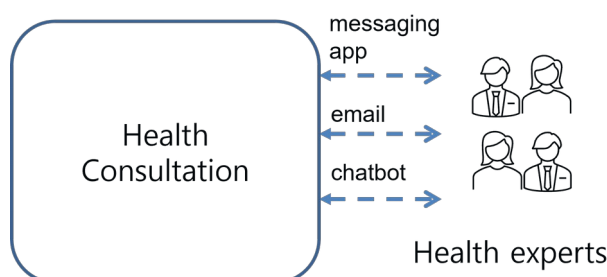 messaging
app
Health
Consultation
email
chatbot
Health experts